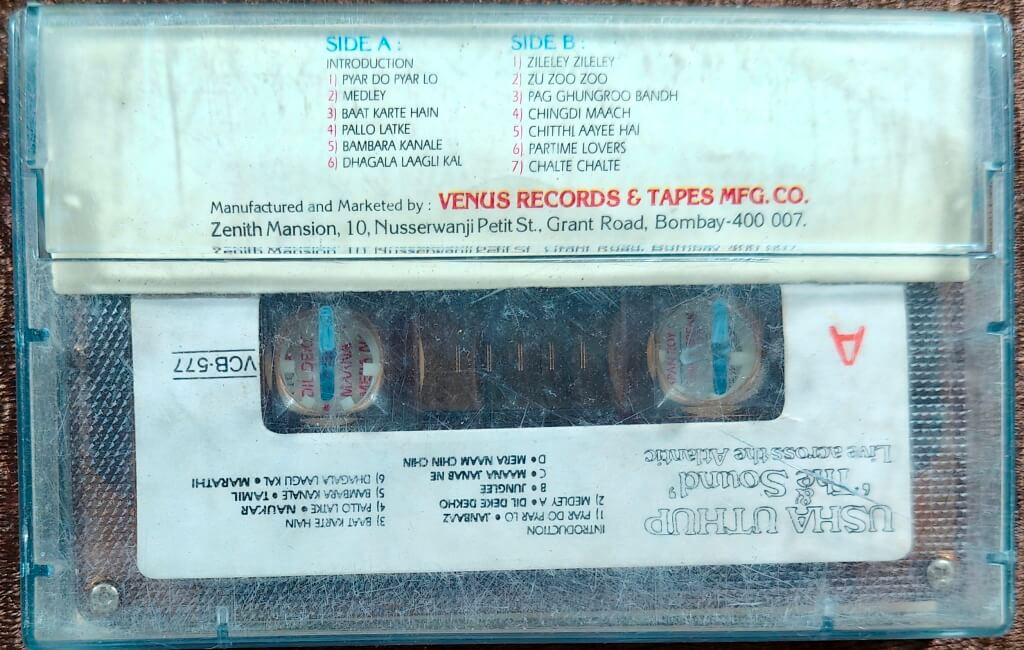 SIDE A :
INTRODUCTION
1) PYAR DO PYAR LO
2) MEDLEY
3) BAAT KARTE HAIN
4) PALLO LATKE
5) BAMBARA KANALE
6) DHAGALA LAAGLI KAL
SIDE B :
1) ZILELEY ZILELEY
2) ZU ZOO ZOO
3) PAG GHUNGROO BANDH
4) CHINGDI MAACH
5) CHITTHI AAYEE HAI
6) PARTIME LOVERS
7) CHALTE CHALTE
Manufactured and Marketed by : VENUS RECORDS & TAPES MFG. CO.
Zenith Mansion, 10, Nusserwanji Petit St., Grant Road, Bombay-400 007.
A
VCB-577
USHA UTHUP
&
'The Sound'
Live across the Atlantic
INTRODUCTION
1) PYAR DO PYAR LO • JANBAAZ
2) MEDLEY • A • DIL DEKE DEKHO
B • JUNGLEE
C • MAANA JANAB NE
D • MERA NAAM CHIN CHIN
3) BAAT KARTE HAIN
4) PALLO LATKE • NAUKAR
5) BAMBARA KANALE • TAMIL
6) DHAGALA LAAGLI KAL • MARATHI